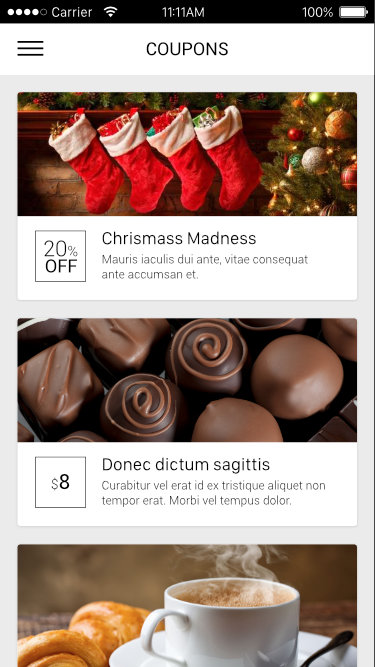 Carrier 11:11AM 100%
COUPONS
20%
OFF
Chrismass Madness
Mauris iaculis dui ante, vitae consequat
ante accumsan et.
$8
Donec dictum sagittis
Curabitur vel erat id ex tristique aliquet non
tempor erat. Morbi vel tempus dolor.